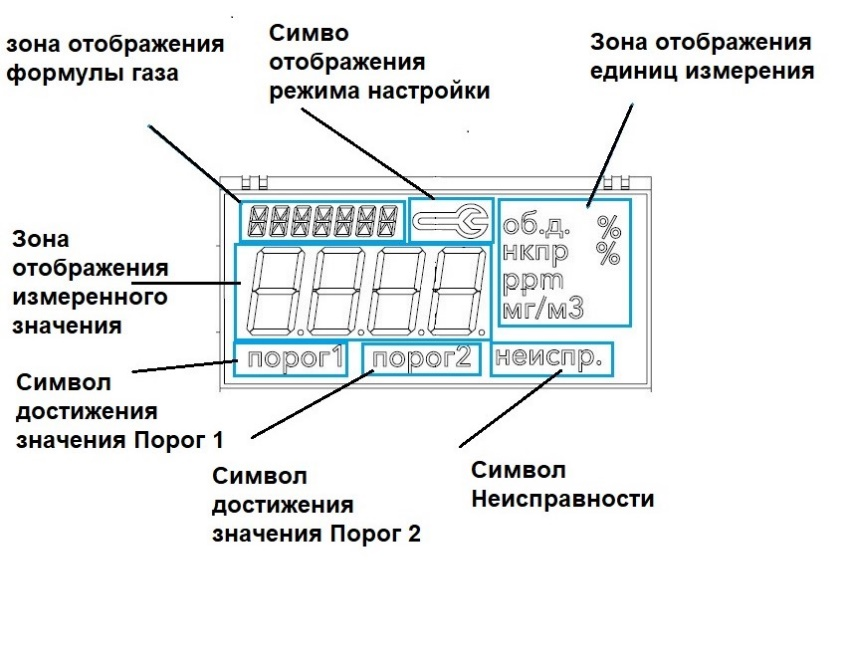 зона отображения
формулы газа
Симво
отображения
режима настройки
Зона отображения
единиц измерения
об.д. %
нкпр %
ppm
мг/м3
Зона
отображения
измеренного
значения
порог1
порог2
неиспр.
Символ
достижения
значения Порог 1
Символ
достижения
значения Порог 2
Символ
Неисправности